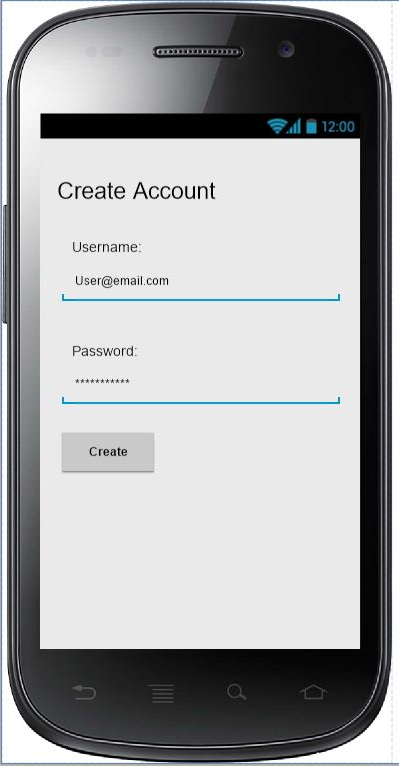 12:00
Create Account
Username:
User@email.com
Password:
***********
Create